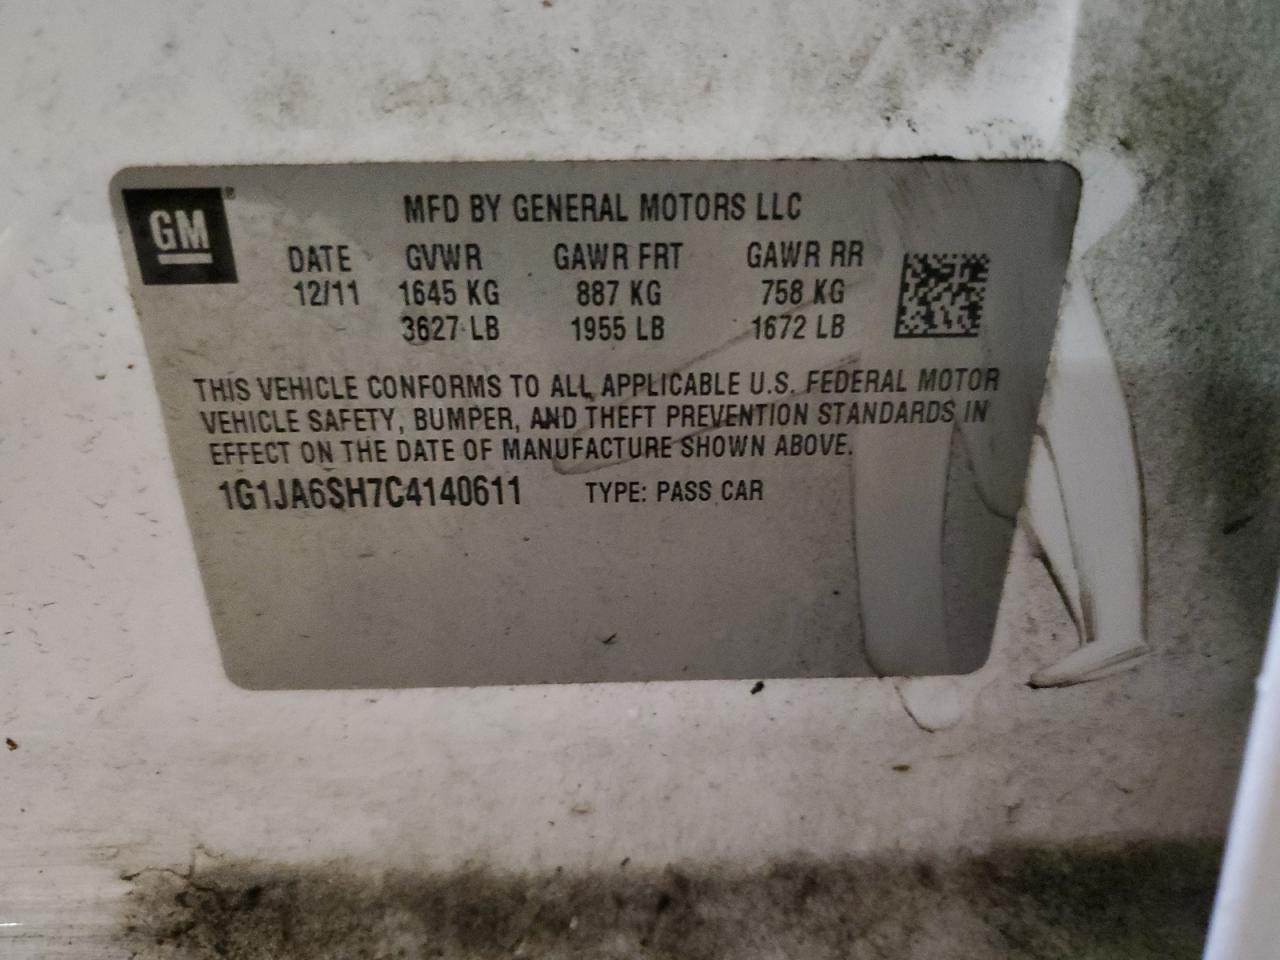 GM®
MFD BY GENERAL MOTORS LLC
DATE GVWR GAWR FRT GAWR RR
12/11 1645 KG 887 KG 758 KG
3627 LB 1955 LB 1672 LB
THIS VEHICLE CONFORMS TO ALL APPLICABLE U.S. FEDERAL MOTOR
VEHICLE SAFETY, BUMPER, AND THEFT PREVENTION STANDARDS IN
EFFECT ON THE DATE OF MANUFACTURE SHOWN ABOVE.
1G1JA6SH7C4140611 TYPE: PASS CAR